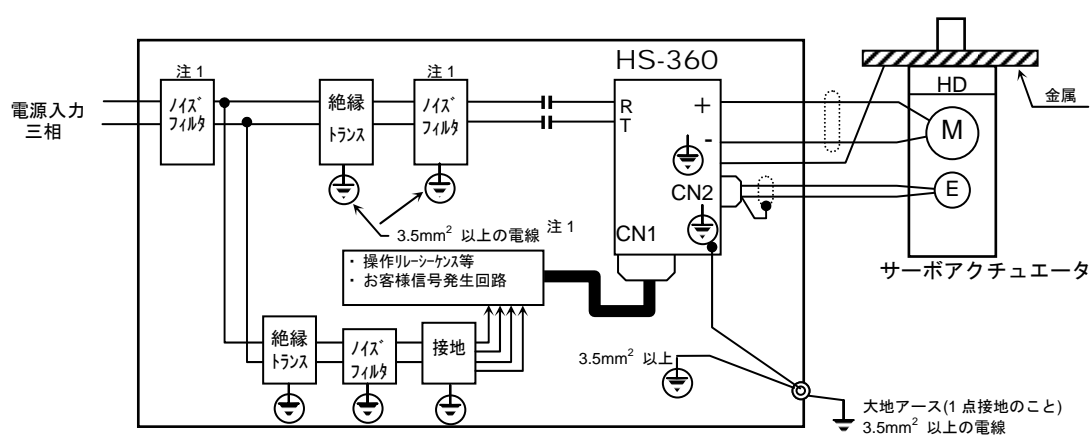 HS-360
注 1
ﾉｲｽﾞ
ﾌｨﾙﾀ
絶縁
ﾄﾗﾝｽ
注 1
ﾉｲｽﾞ
ﾌｨﾙﾀ
電源入力
三相
R
T
+
-
CN2
CN1
HD
M
E
金属
サーボアクチュエータ
3.5mm² 以上の電線 注 1
・ 操作ﾘﾚｰｼｰｹﾝｽ等
・ お客様信号発生回路
絶縁
ﾄﾗﾝｽ
ﾉｲｽﾞ
ﾌｨﾙﾀ
接地
3.5mm² 以上
大地アース(1 点接地のこと)
3.5mm² 以上の電線